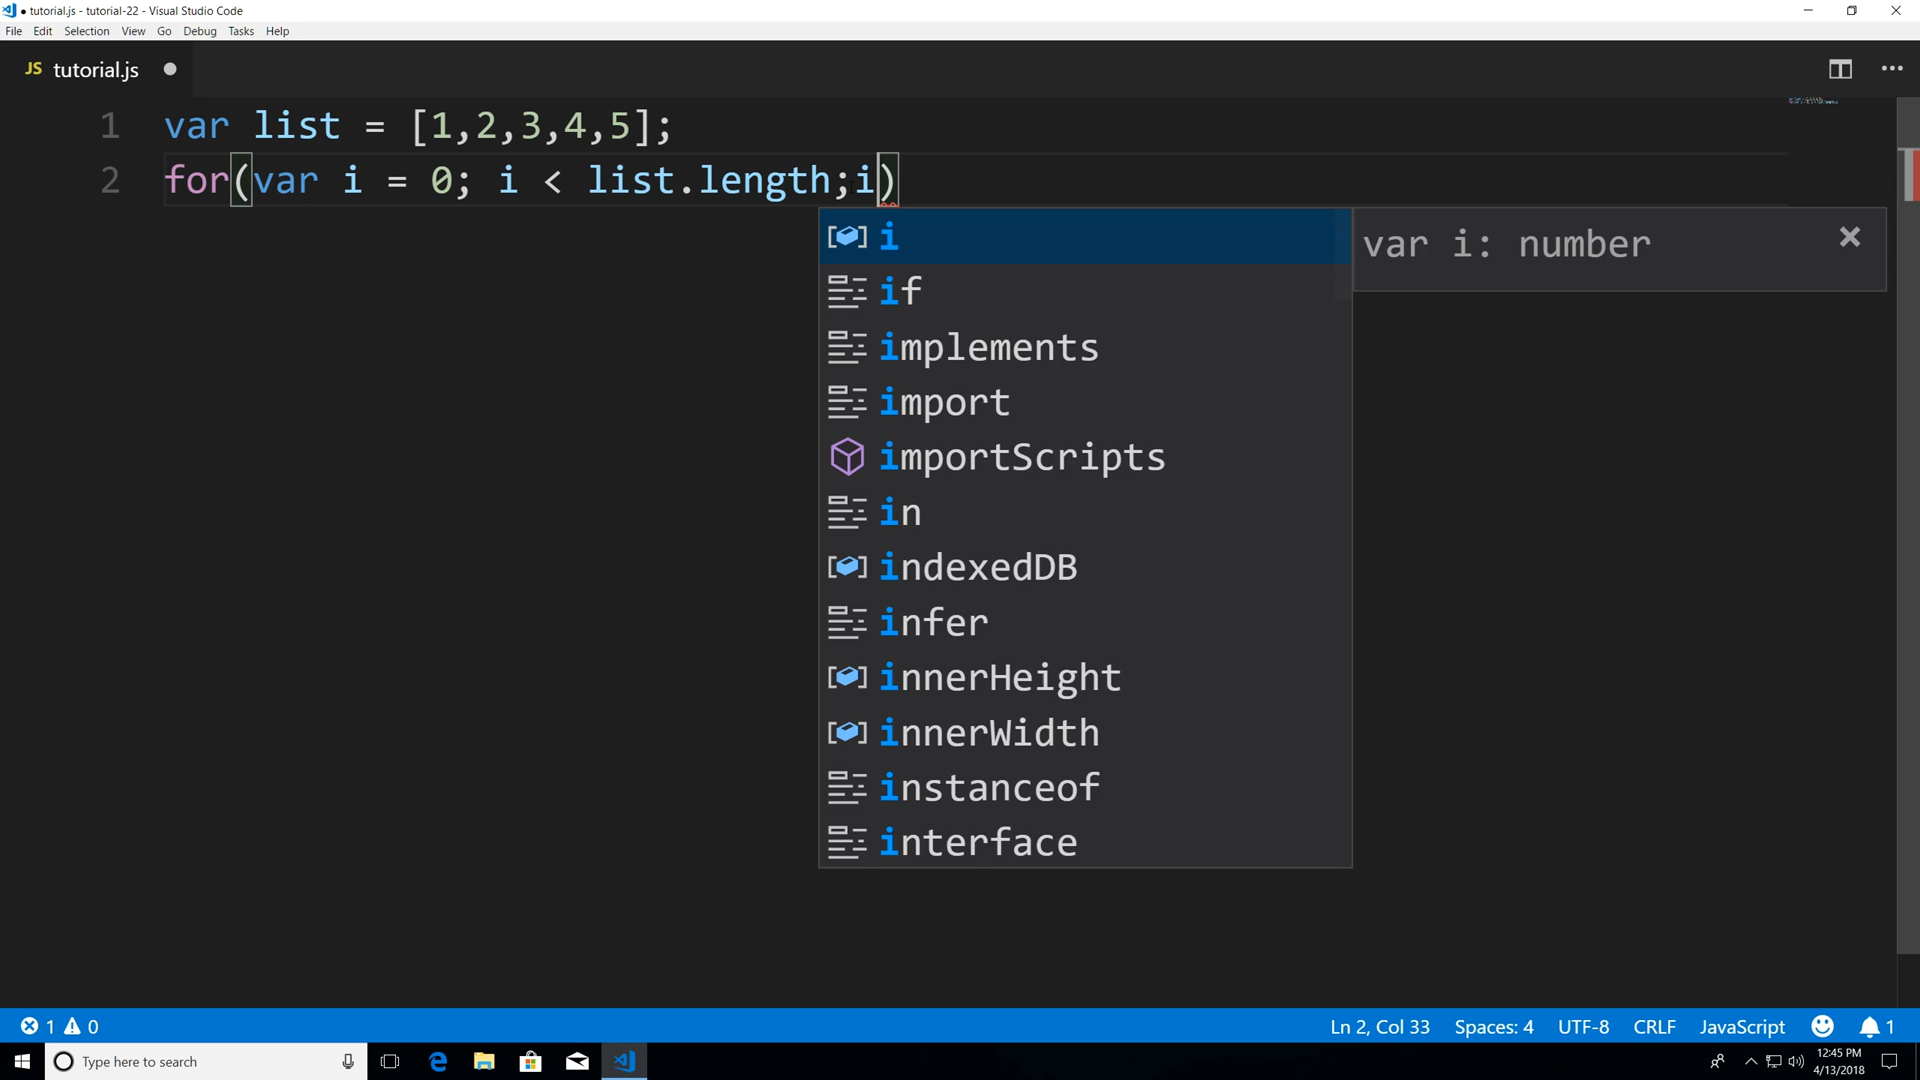 tutorial.js - tutorial-22 - Visual Studio Code
File Edit Selection View Go Debug Tasks Help
JS tutorial.js
1 var list = [1,2,3,4,5];
2 for(var i = 0; i < list.length;i)
i
var i: number
if
implements
import
importScripts
in
indexedDB
infer
innerHeight
innerWidth
instanceof
interface
1 0 Ln 2, Col 33 Spaces: 4 UTF-8 CRLF JavaScript 1
Type here to search
12:45 PM
4/13/2018